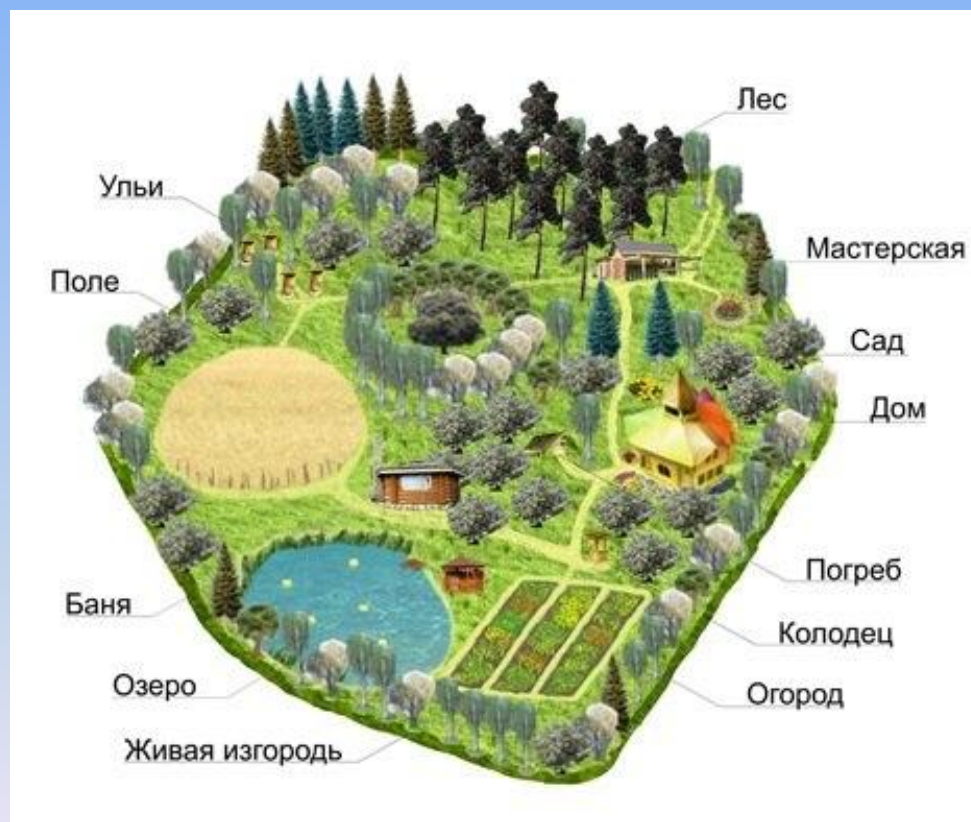 Лес
Ульи
Мастерская
Поле
Сад
Дом
Погреб
Баня
Колодец
Озеро
Огород
Живая изгородь